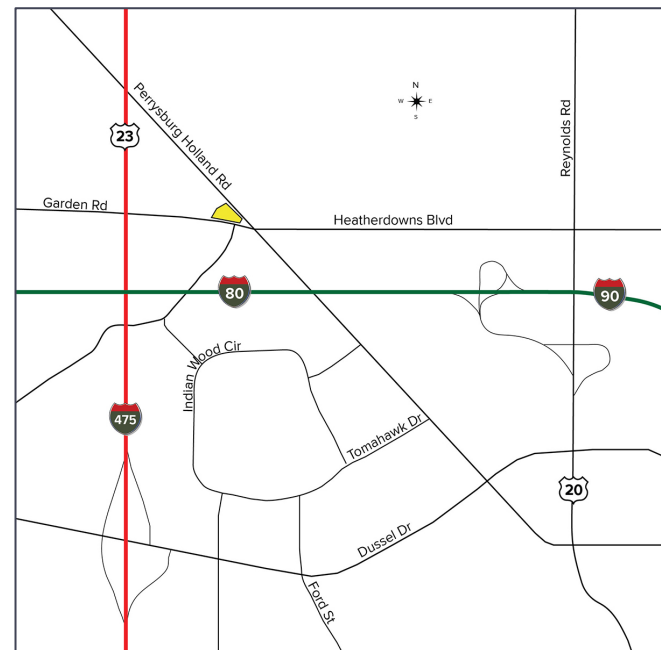 N
W E
S
Perrysburg Holland Rd
Reynolds Rd
23
Garden Rd
Heatherdowns Blvd
80
90
Indian Wood Cir
475
Tomahawk Dr
20
Dussel Dr
Ford St